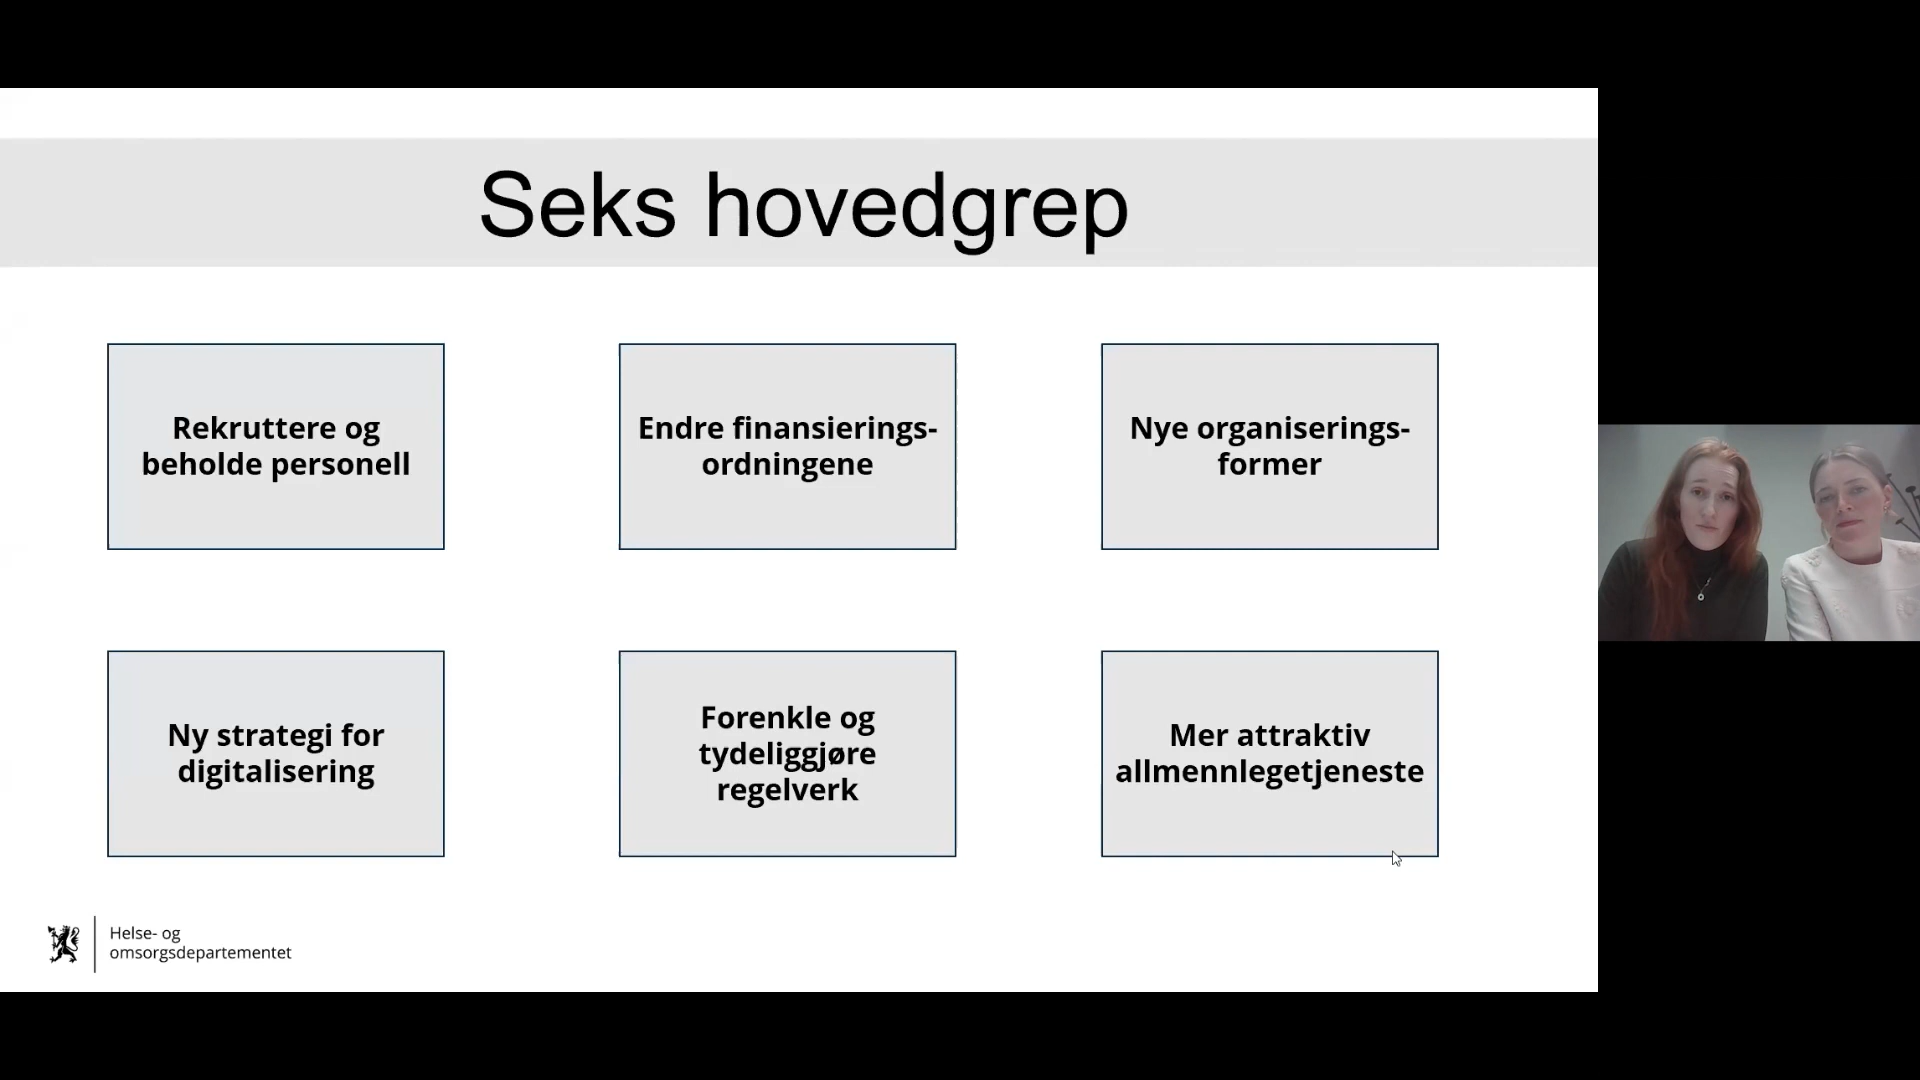 Seks hovedgrep
Rekruttere og
beholde personell
Endre finansierings-
ordningene
Nye organiserings-
former
Ny strategi for
digitalisering
Forenkle og
tydeliggjøre
regelverk
Mer attraktiv
allmennlegetjeneste
Helse- og
omsorgsdepartementet